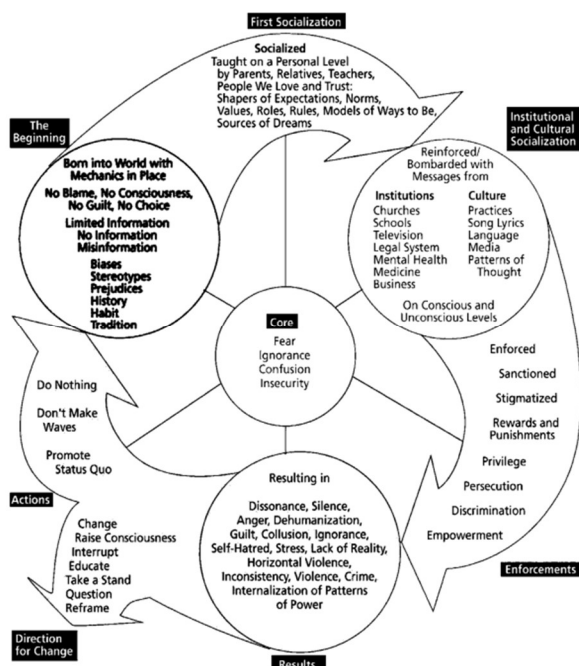 First Socialization
Socialized
Taught on a Personal Level
by Parents, Relatives, Teachers,
People We Love and Trust:
Shapers of Expectations, Norms,
Values, Roles, Rules, Models of Ways to Be,
Sources of Dreams
The
Beginning
Born into World with
Mechanics in Place
No Blame, No Consciousness,
No Guilt, No Choice
Limited Information
No Information
Misinformation
Biases
Stereotypes
Prejudices
History
Habit
Tradition
Institutional
and Cultural
Socialization
Reinforced/
Bombarded with
Messages from
Institutions
Churches
Schools
Television
Legal System
Mental Health
Medicine
Business
Culture
Practices
Song Lyrics
Language
Media
Patterns of
Thought
On Conscious and
Unconscious Levels
Core
Fear
Ignorance
Confusion
Insecurity
Enforced
Sanctioned
Stigmatized
Rewards and
Punishments
Privilege
Persecution
Discrimination
Empowerment
Enforcements
Resulting in
Dissonance, Silence,
Anger, Dehumanization,
Guilt, Collusion, Ignorance,
Self-Hatred, Stress, Lack of Reality,
Horizontal Violence,
Inconsistency, Violence, Crime,
Internalization of Patterns
of Power
Results
Do Nothing
Don't Make
Waves
Promote
Status Quo
Actions
Change
Raise Consciousness
Interrupt
Educate
Take a Stand
Question
Reframe
Direction
for Change